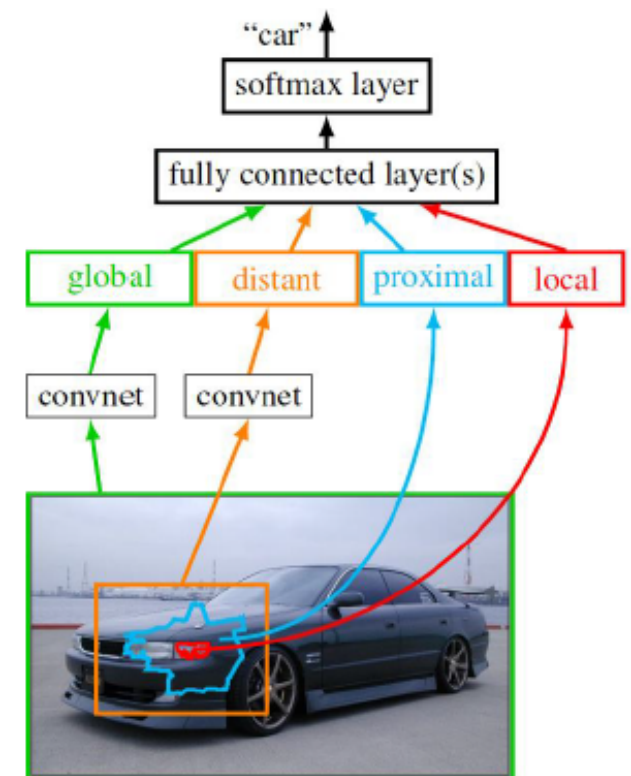 “car”
softmax layer
fully connected layer(s)
global distant proximal local
convnet convnet